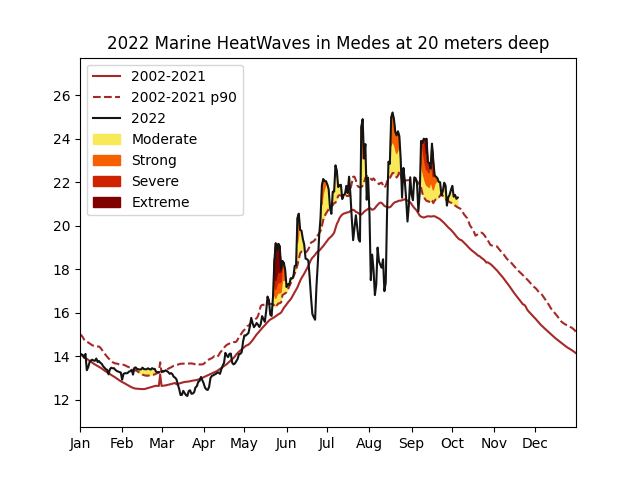 2022 Marine HeatWaves in Medes at 20 meters deep
2002-2021
2002-2021 p90
2022
Moderate
Strong
Severe
Extreme
26
24
22
20
18
16
14
12
Jan Feb Mar Apr May Jun Jul Aug Sep Oct Nov Dec